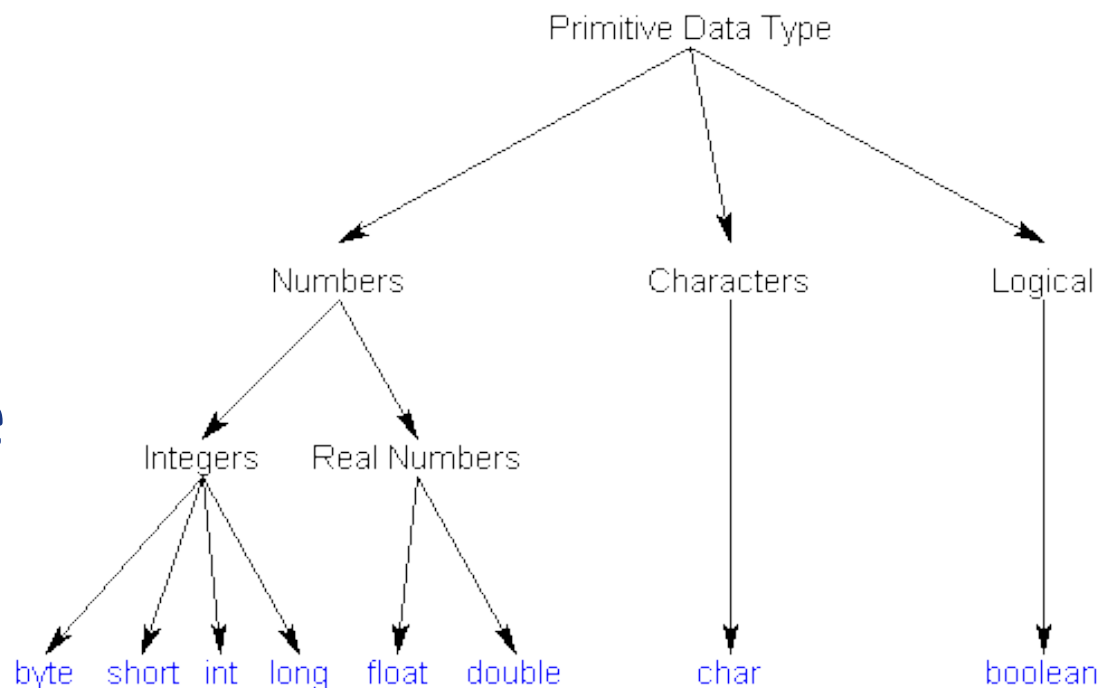 Primitive Data Type
Numbers Characters Logical
Integers Real Numbers
byte short int long float double char boolean